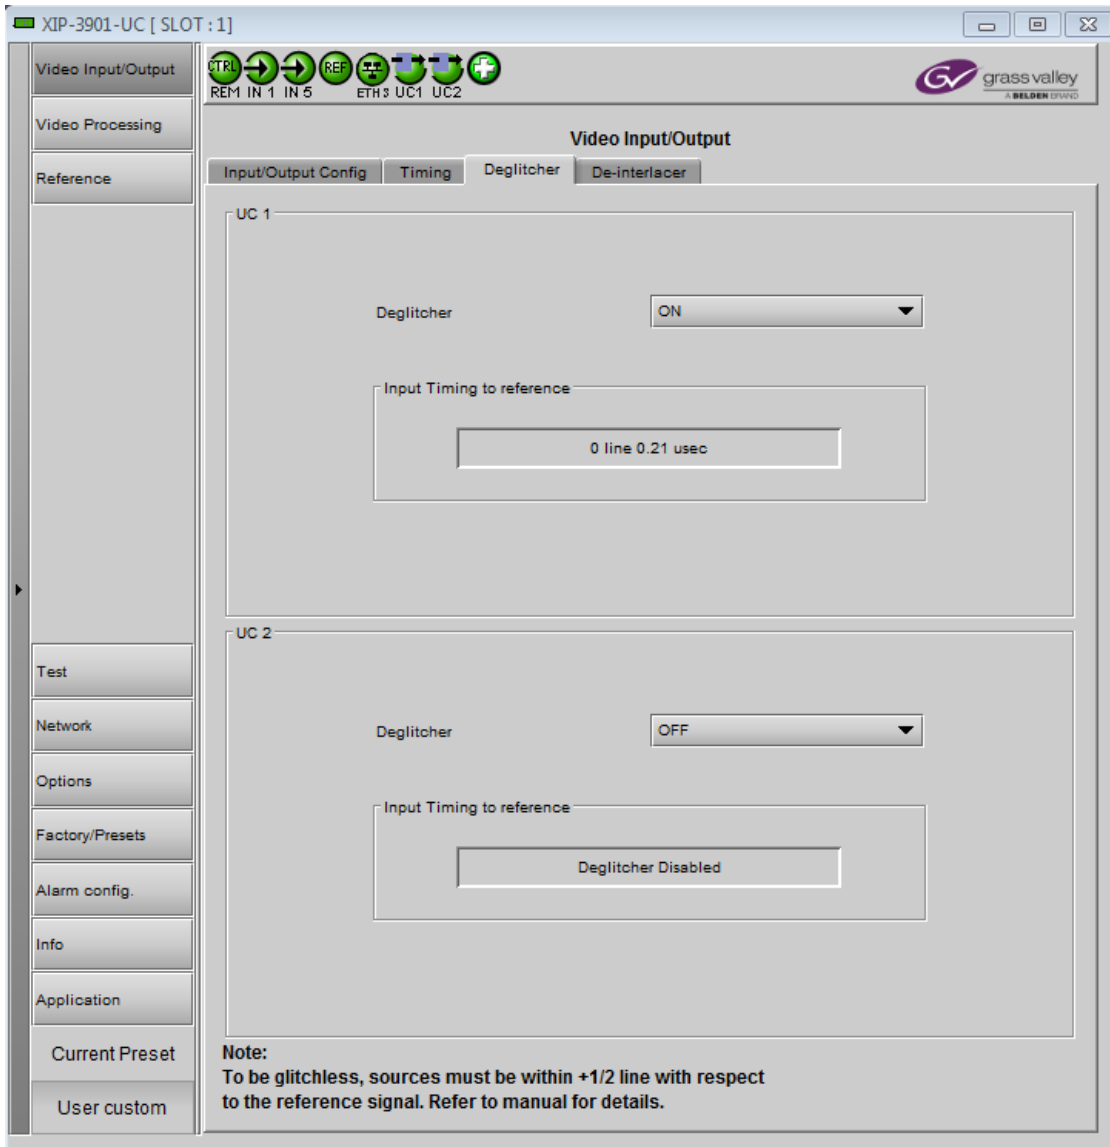 XIP-3901-UC [ SLOT : 1]
Video Input/Output
Video Processing
Reference
Test
Network
Options
Factory/Presets
Alarm config.
Info
Application
Current Preset
User custom
CTRL REF
REM IN 1 IN 5 ETH 3 UC1 UC2
GV grass valley
A BELDEN BRAND
Video Input/Output
Input/Output Config Timing Deglitcher De-interlacer
UC 1
Deglitcher ON
Input Timing to reference
0 line 0.21 usec
UC 2
Deglitcher OFF
Input Timing to reference
Deglitcher Disabled
Note:
To be glitchless, sources must be within +1/2 line with respect
to the reference signal. Refer to manual for details.